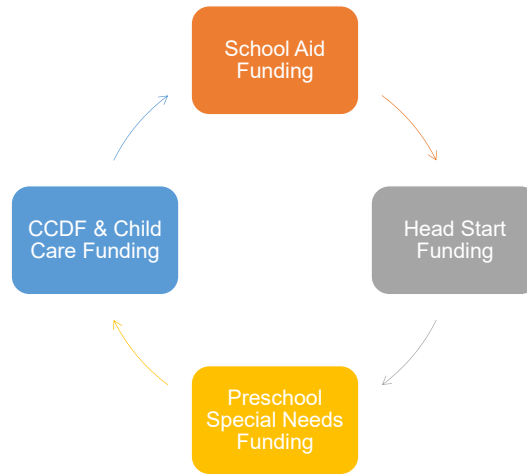 School Aid
Funding
CCDF & Child
Care Funding
Head Start
Funding
Preschool
Special Needs
Funding